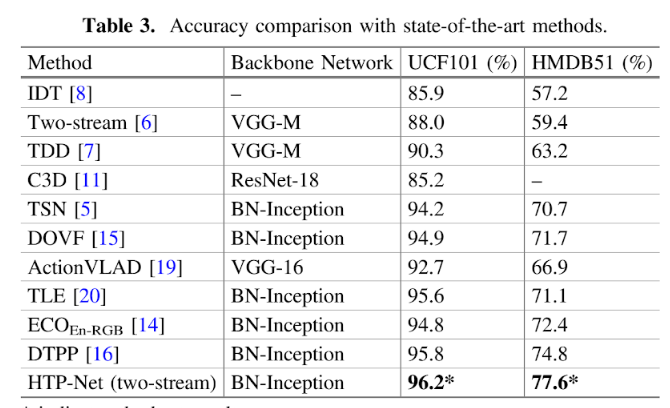 Table 3. Accuracy comparison with state-of-the-art methods.
Method Backbone Network UCF101 (%) HMDB51 (%)
IDT [8] – 85.9 57.2
Two-stream [6] VGG-M 88.0 59.4
TDD [7] VGG-M 90.3 63.2
C3D [11] ResNet-18 85.2 –
TSN [5] BN-Inception 94.2 70.7
DOVF [15] BN-Inception 94.9 71.7
ActionVLAD [19] VGG-16 92.7 66.9
TLE [20] BN-Inception 95.6 71.1
ECOEn-RGB [14] BN-Inception 94.8 72.4
DTPP [16] BN-Inception 95.8 74.8
HTP-Net (two-stream) BN-Inception 96.2* 77.6*